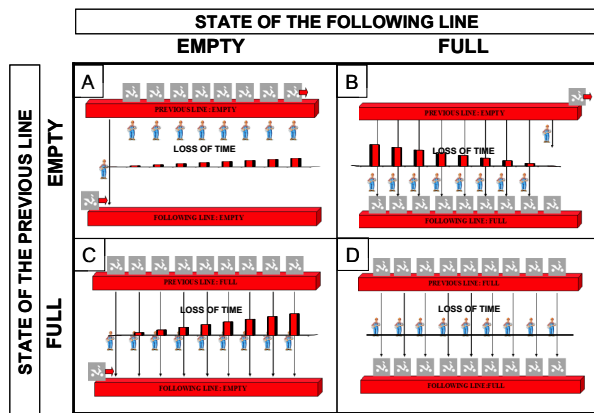 STATE OF THE FOLLOWING LINE
EMPTY FULL
STATE OF THE PREVIOUS LINE
EMPTY
FULL
A
PREVIOUS LINE: EMPTY
LOSS OF TIME
FOLLOWING LINE: EMPTY
B
PREVIOUS LINE: EMPTY
LOSS OF TIME
FOLLOWING LINE: FULL
C
PREVIOUS LINE: FULL
LOSS OF TIME
FOLLOWING LINE: EMPTY
D
PREVIOUS LINE: FULL
LOSS OF TIME
FOLLOWING LINE:FULL